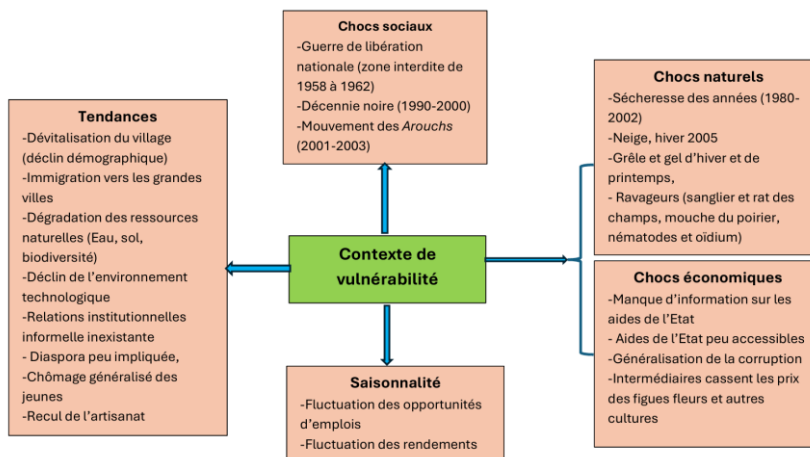 Chocs sociaux
-Guerre de libération
nationale (zone interdite de
1958 à 1962)
-Décennie noire (1990-2000)
-Mouvement des Arouchs
(2001-2003)
Tendances
-Dévitalisation du village
(déclin démographique)
-Immigration vers les grandes
villes
-Dégradation des ressources
naturelles (Eau, sol,
biodiversité)
-Déclin de l’environnement
technologique
-Relations institutionnelles
informelle inexistante
- Diaspora peu impliquée,
-Chômage généralisé des
jeunes
-Recul de l’artisanat
Contexte de
vulnérabilité
Chocs naturels
-Sécheresse des années (1980-
2002)
-Neige, hiver 2005
-Grêle et gel d’hiver et de
printemps,
- Ravageurs (sanglier et rat des
champs, mouche du poirier,
nématodes et oïdium)
Chocs économiques
-Manque d’information sur les
aides de l’Etat
- Aides de l’Etat peu accessibles
-Généralisation de la corruption
-Intermédiaires cassent les prix
des figues fleurs et autres
cultures
Saisonnalité
-Fluctuation des opportunités
d’emplois
-Fluctuation des rendements